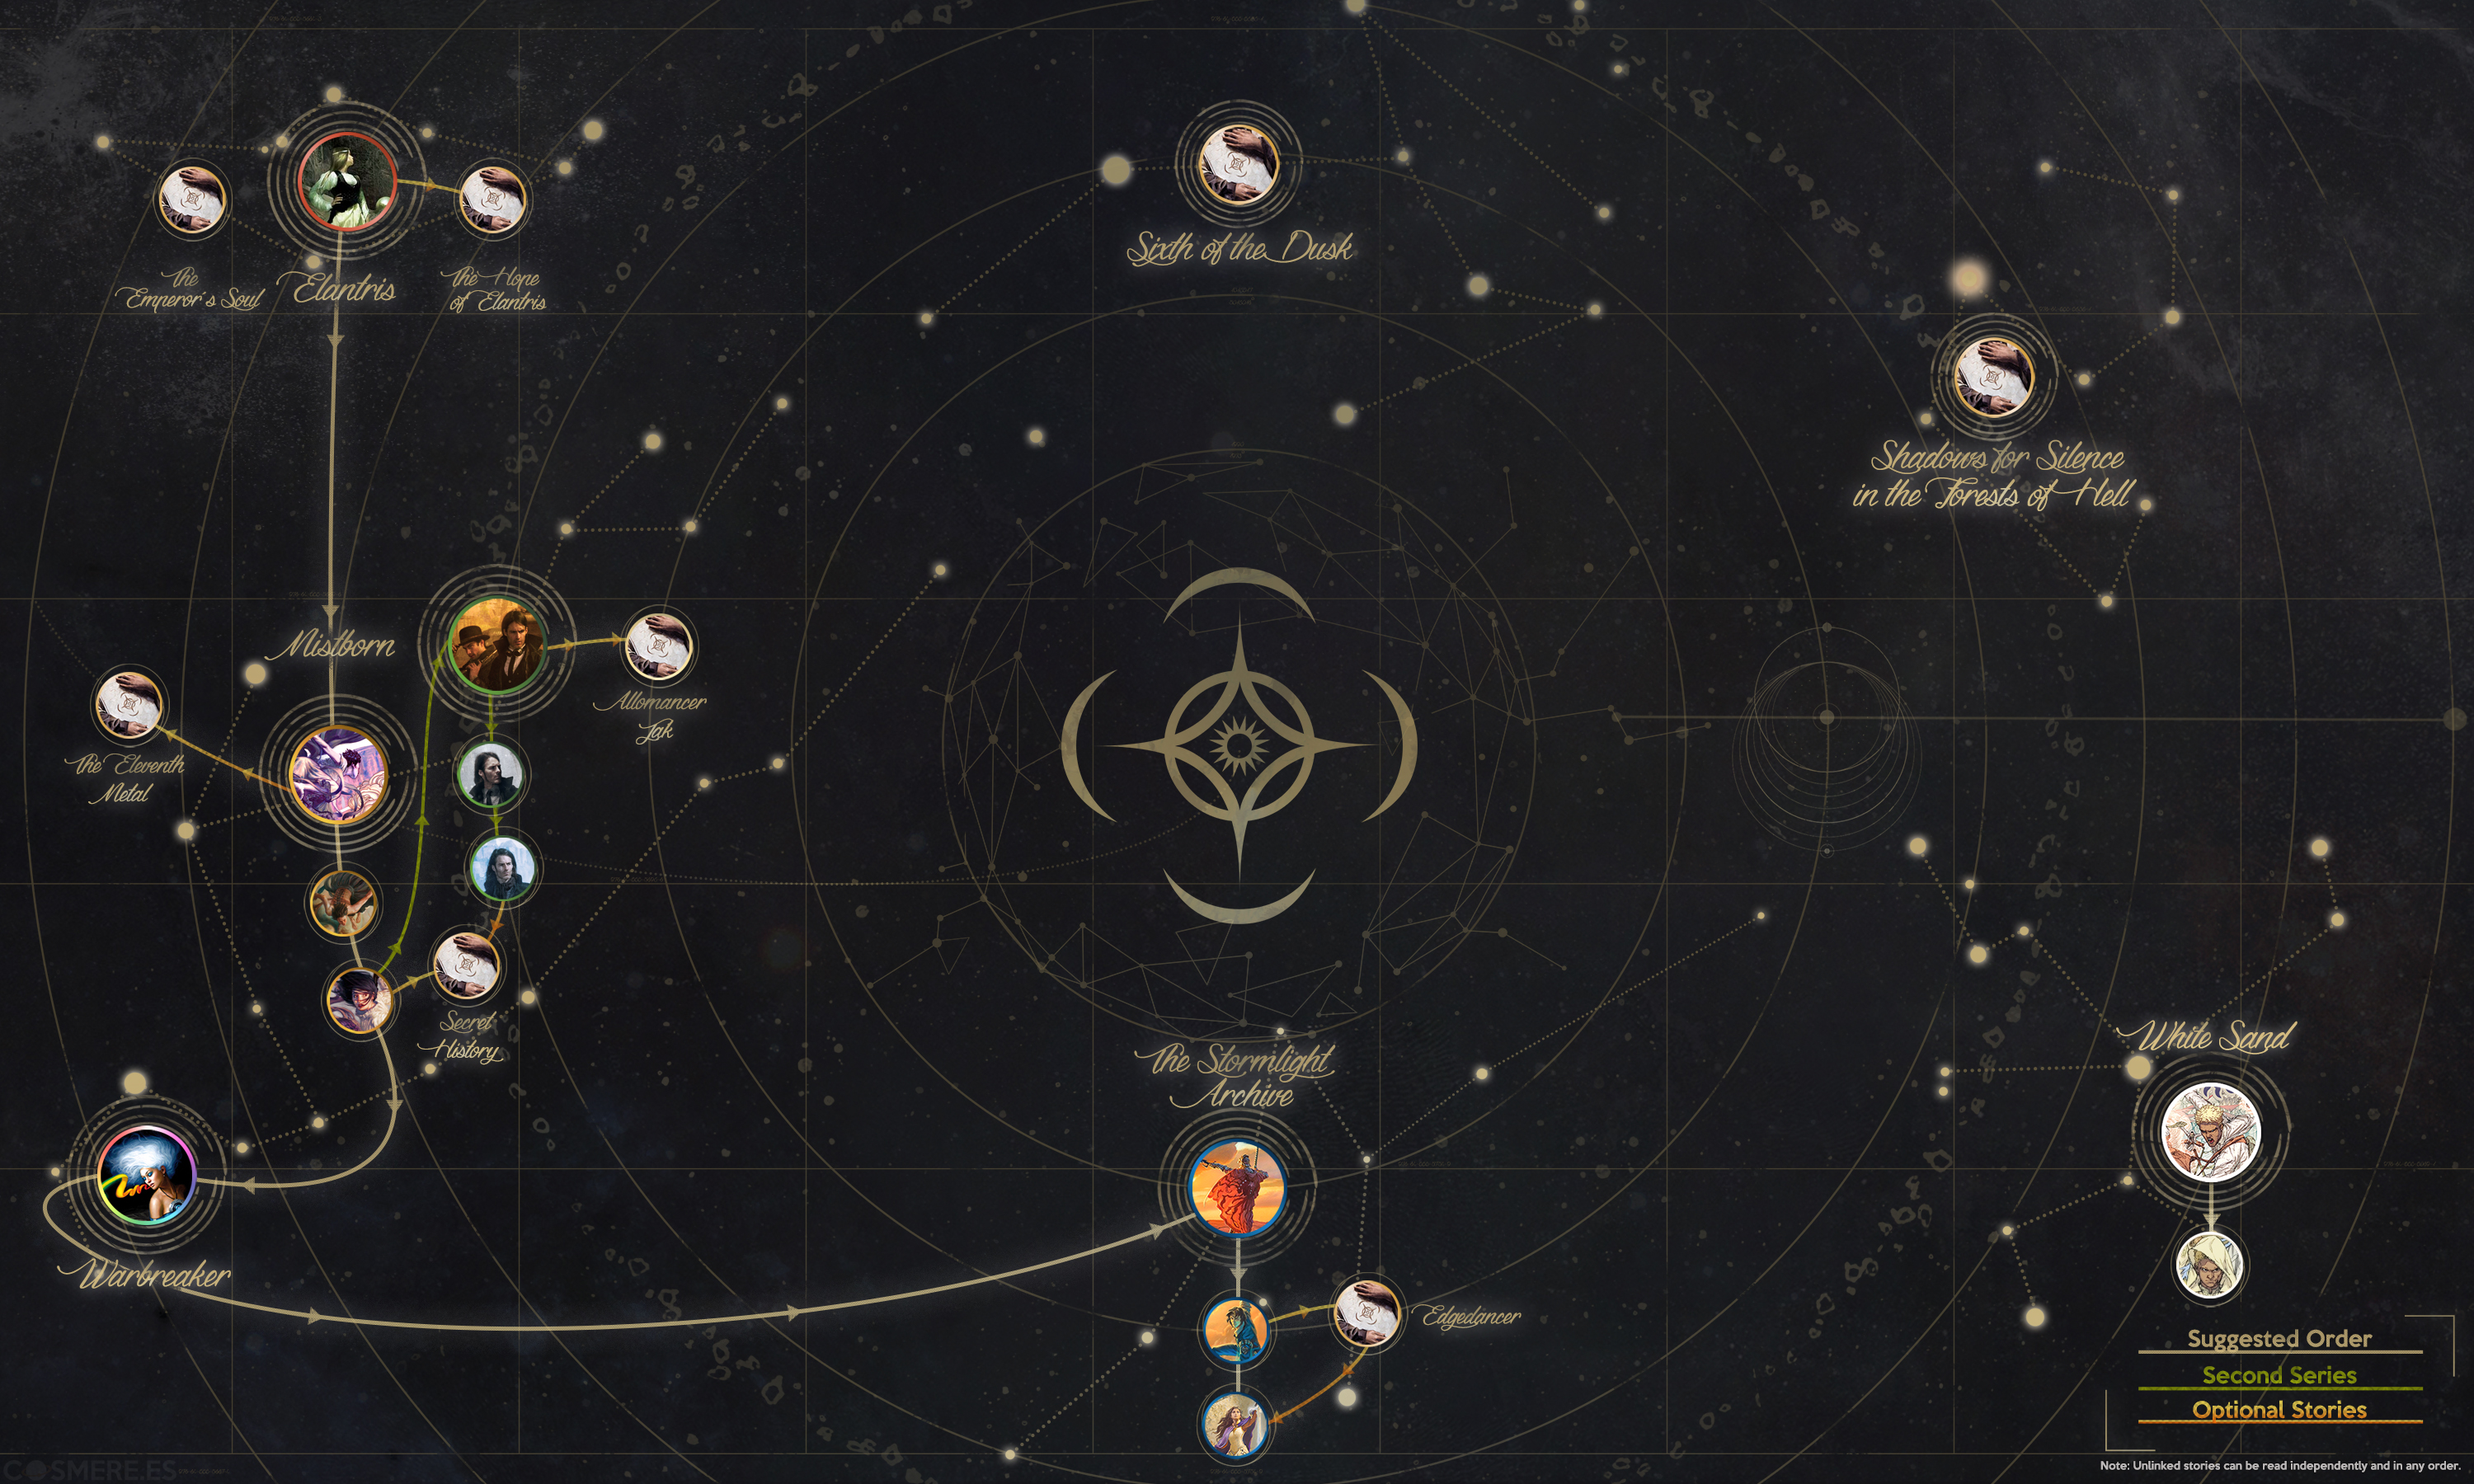 The
Emperor's Soul
Elantris
The Hope
of Elantris
Sixth of the Dusk
Shadows for Silence
in the Forests of Hell
Mistborn
Allomancer
Jak
The Eleventh
Metal
Secret
History
The Stormlight
Archive
White Sand
Warbreaker
Edgedancer
Suggested Order
Second Series
Optional Stories
Note: Unlinked stories can be read independently and in any order.
COSMERE.ES